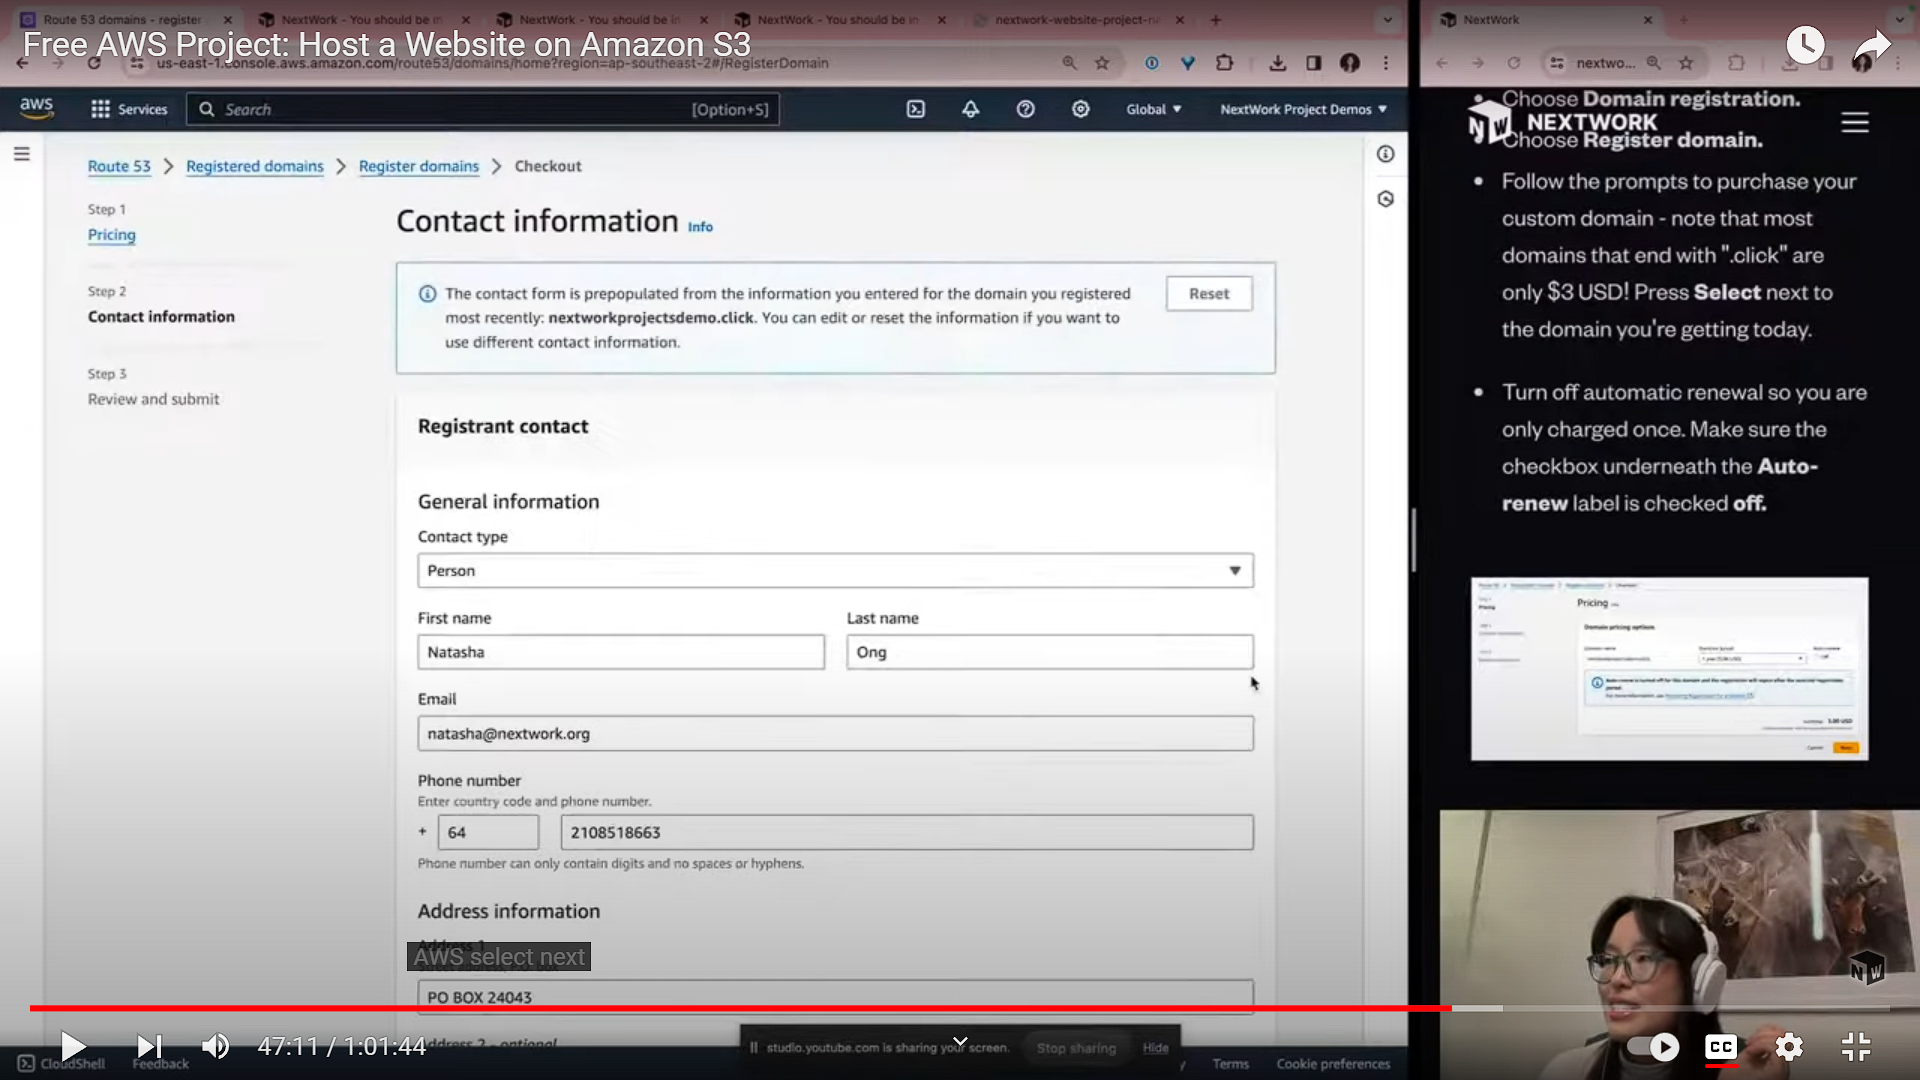 Route 53 domains - register
NextWork - You should be in
NextWork - You should be in
NextWork - You should be in
nextwork-website-project-
NextWork
Free AWS Project: Host a Website on Amazon S3
us-east-1.console.aws.amazon.com/route53/domains/home?region=ap-southeast-2#/RegisterDomain
nextwo...
aws
Services
Search
[Option+S]
Global
NextWork Project Demos
Route 53
Registered domains
Register domains
Checkout
Step 1
Pricing
Step 2
Contact information
Step 3
Review and submit
Contact information Info
The contact form is prepopulated from the information you entered for the domain you registered
most recently: nextworkprojectsdemo.click. You can edit or reset the information if you want to
use different contact information.
Reset
Registrant contact
General information
Contact type
Person
First name
Last name
Natasha
Ong
Email
natasha@nextwork.org
Phone number
Enter country code and phone number.
+ 64
2108518663
Phone number can only contain digits and no spaces or hyphens.
Address information
Address 1
AWS select next
PO BOX 24043
Address 2 - optional
47:11 / 1:01:44
studio.youtube.com is sharing your screen.
Stop sharing
Hide
CloudShell
Feedback
Terms
Cookie preferences
• Choose Domain registration.
NW NEXTWORK
Choose Register domain.
• Follow the prompts to purchase your
custom domain - note that most
domains that end with ".click" are
only $3 USD! Press Select next to
the domain you're getting today.
• Turn off automatic renewal so you are
only charged once. Make sure the
checkbox underneath the Auto-
renew label is checked off.
Pricing
Domain pricing options
NW
CC